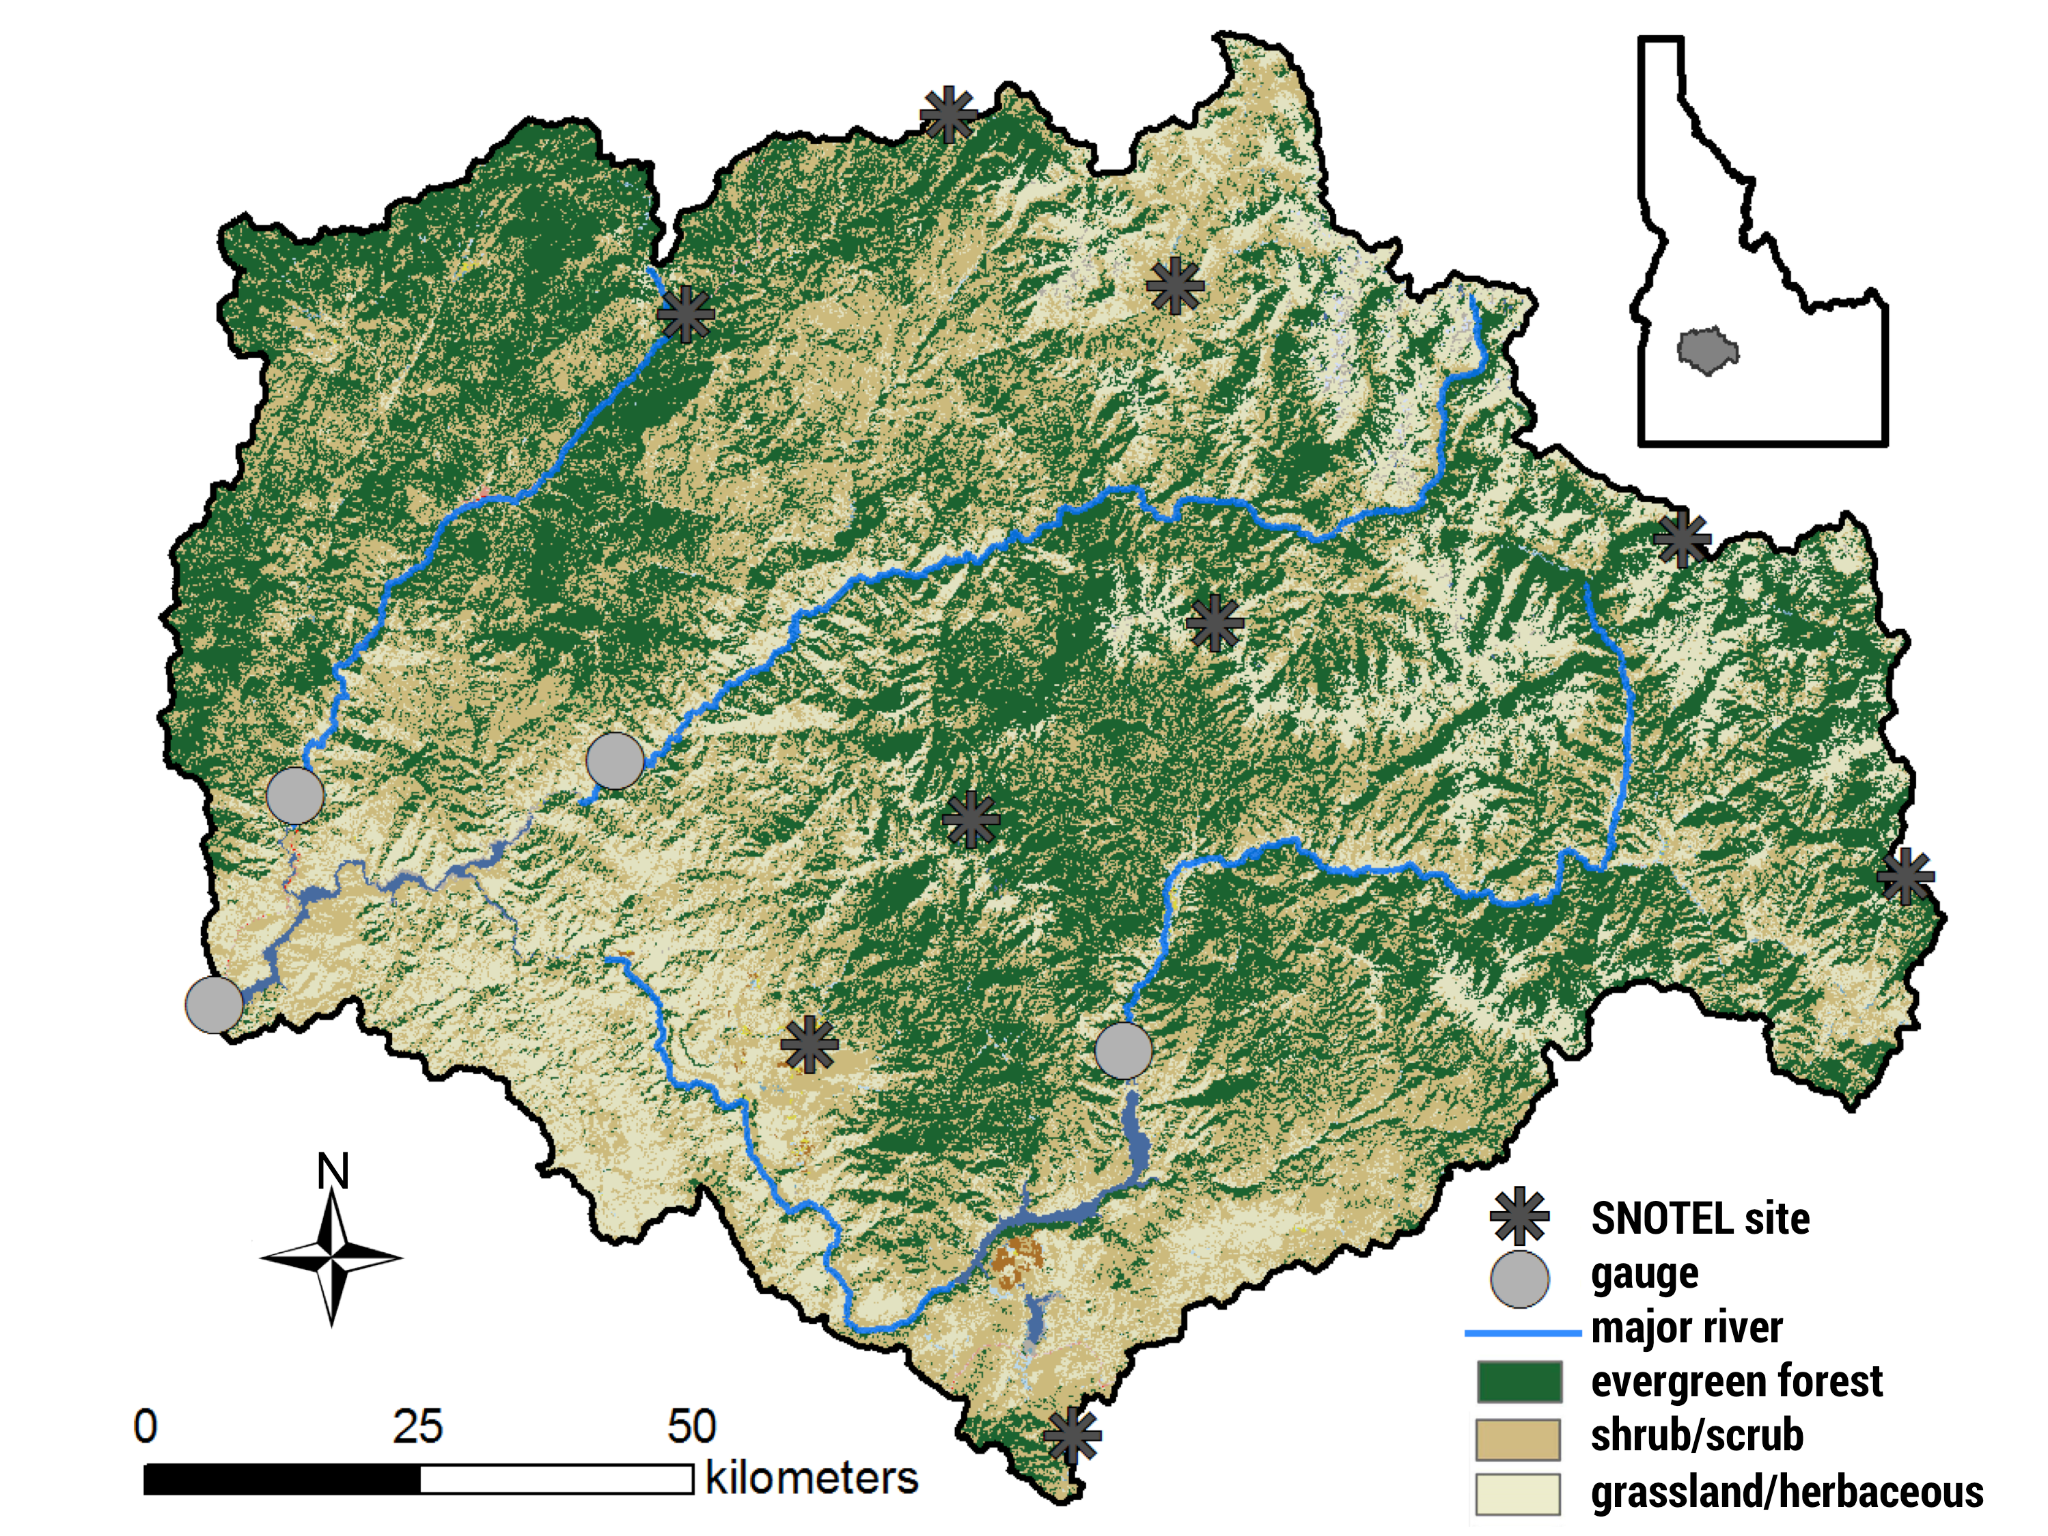 N
0 25 50
kilometers
SNOTEL site
gauge
major river
evergreen forest
shrub/scrub
grassland/herbaceous